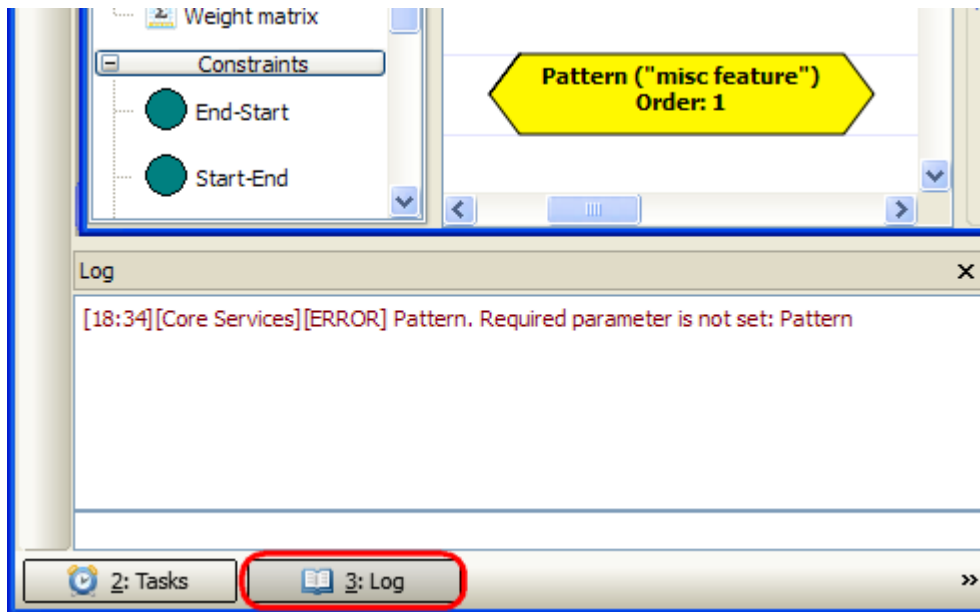 Weight matrix
Constraints
End-Start
Start-End
Pattern ("misc feature")
Order: 1
Log
[18:34][Core Services][ERROR] Pattern. Required parameter is not set: Pattern
2: Tasks
3: Log